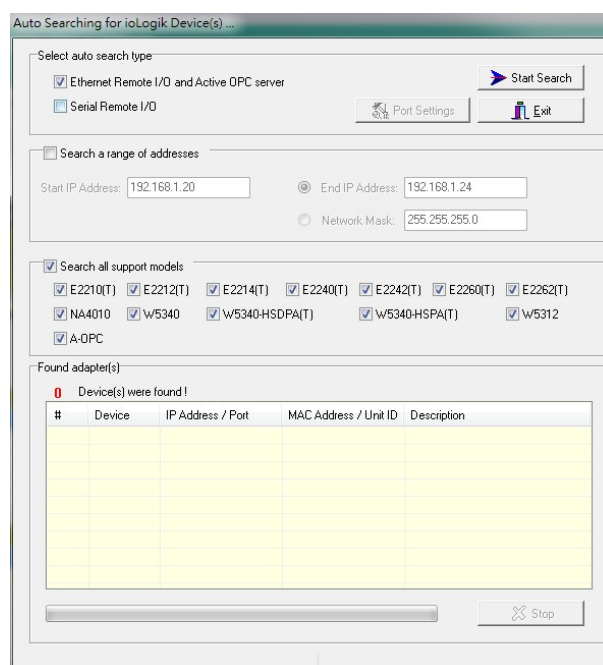 Auto Searching for ioLogik Device(s) ...
Select auto search type
Ethernet Remote I/O and Active OPC server
Start Search
Serial Remote I/O
Port Settings
Exit
Search a range of addresses
Start IP Address: 192.168.1.20
End IP Address: 192.168.1.24
Network Mask: 255.255.255.0
Search all support models
E2210(T) E2212(T) E2214(T) E2240(T) E2242(T) E2260(T) E2262(T)
NA4010 W5340 W5340-HSDPA(T) W5340-HSPA(T) W5312
A-OPC
Found adapter(s)
0 Device(s) were found !
# Device IP Address / Port MAC Address / Unit ID Description
Stop